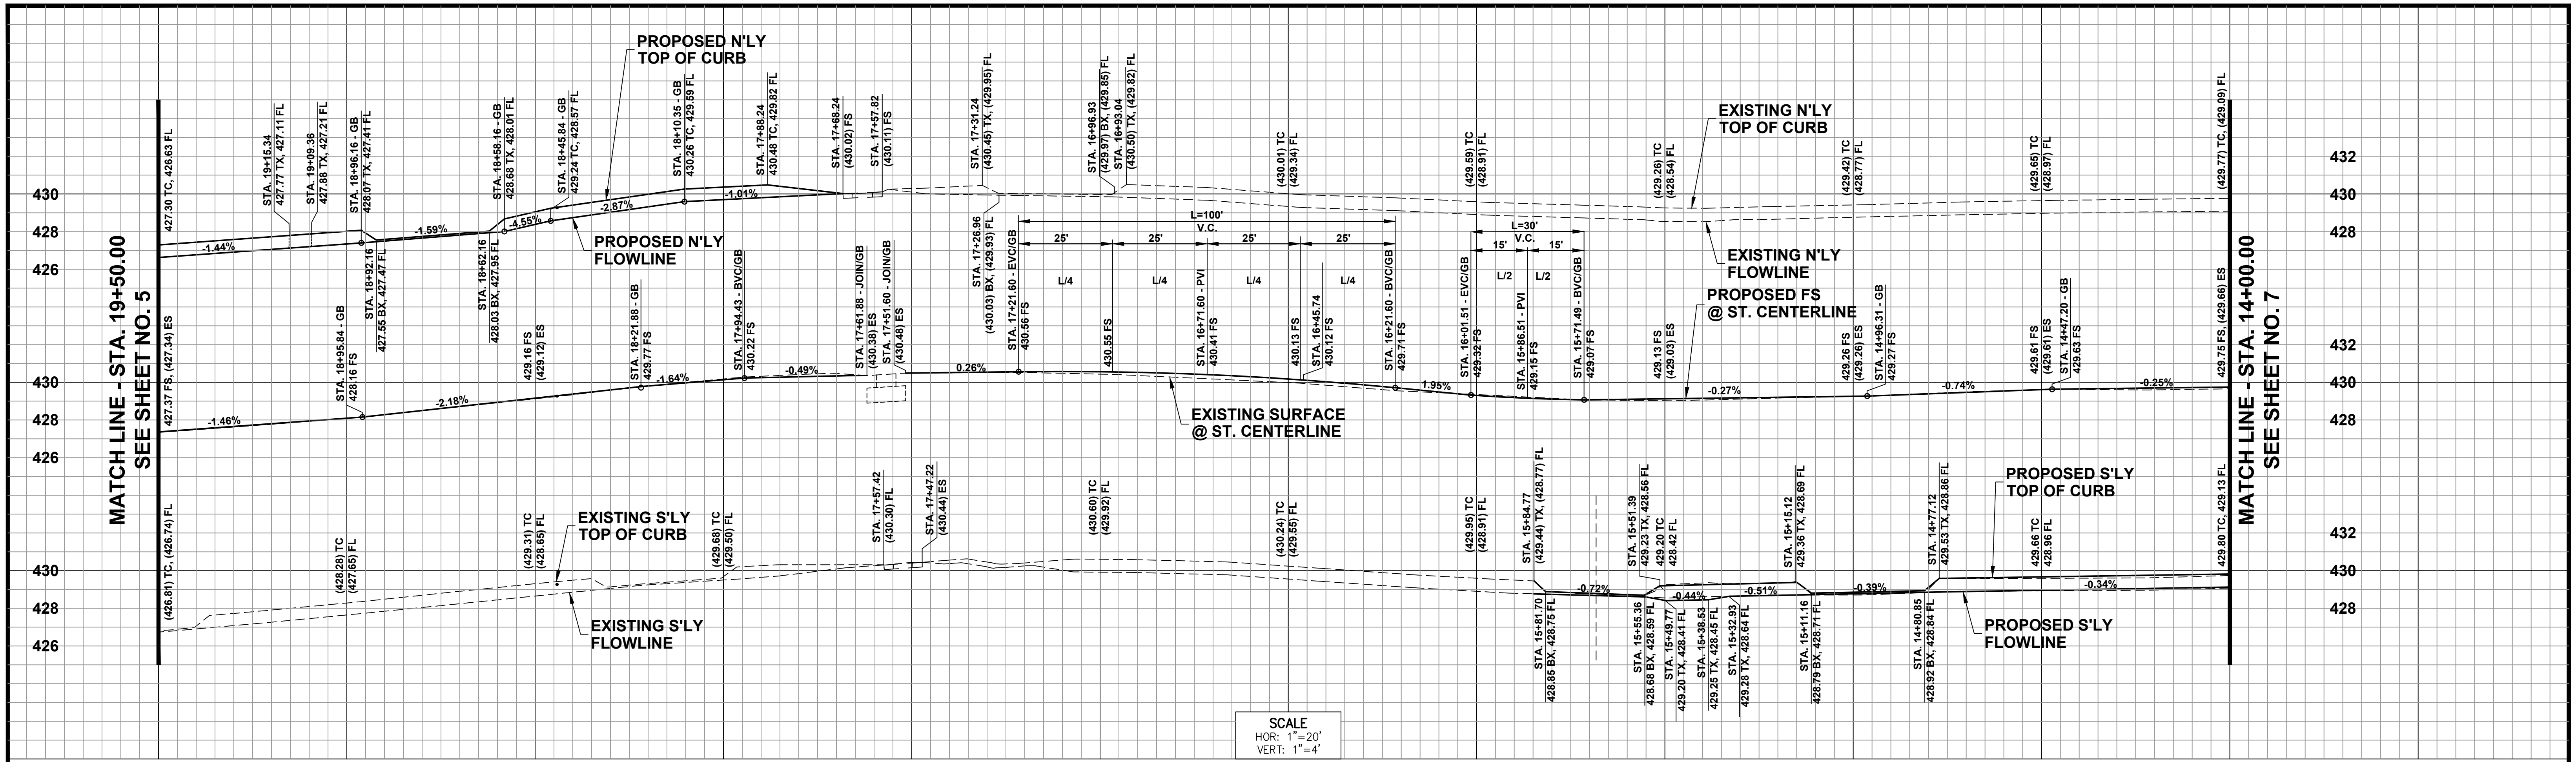 MATCH LINE - STA. 19+50.00
SEE SHEET NO. 5
430
428
426
427.30 TC, 426.63 FL
STA. 19+15.34
427.77 TX, 427.11 FL
STA. 19+09.36
427.88 TX, 427.21 FL
STA. 18+96.16 - GB
428.07 TX, 427.41 FL
STA. 18+92.16
427.55 BX, 427.47 FL
STA. 18+62.16
428.03 BX, 427.95 FL
STA. 18+58.16 - GB
428.68 TX, 428.01 FL
STA. 18+45.84 - GB
429.24 TC, 428.57 FL
PROPOSED N'LY
TOP OF CURB
STA. 18+10.35 - GB
430.26 TC, 429.59 FL
STA. 17+88.24
430.48 TC, 429.82 FL
STA. 17+68.24
(430.02) FS
STA. 17+57.82
(430.11) FS
STA. 17+31.24
(430.45) TX, (429.95) FL
STA. 17+26.96
(430.03) BX, (429.93) FL
STA. 16+96.93
(429.97) BX, (429.85) FL
STA. 16+93.04
(430.50) TX, (429.82) FL
(430.01) TC
(429.34) FL
(429.59) TC
(428.91) FL
(429.26) TC
(428.54) FL
EXISTING N'LY
TOP OF CURB
(429.42) TC
(428.77) FL
(429.65) TC
(428.97) FL
(429.77) TC, (429.09) FL
432
430
428
-1.44%
-1.59%
-4.55%
-2.87%
-1.01%
PROPOSED N'LY
FLOWLINE
EXISTING N'LY
FLOWLINE
MATCH LINE - STA. 14+00.00
SEE SHEET NO. 7
430
428
426
427.37 FS, (427.34) ES
STA. 18+95.84 - GB
428.16 FS
429.16 FS
(429.12) ES
STA. 18+21.88 - GB
429.77 FS
STA. 17+94.43 - BVC/GB
430.22 FS
STA. 17+61.88 - JOIN/GB
(430.38) ES
STA. 17+51.60 - JOIN/GB
(430.48) ES
STA. 17+21.60 - EVC/GB
430.56 FS
L=100'
V.C.
25'
25'
25'
25'
L/4
L/4
L/4
L/4
430.55 FS
STA. 16+71.60 - PVI
430.41 FS
430.13 FS
STA. 16+45.74
430.12 FS
STA. 16+21.60 - BVC/GB
429.71 FS
STA. 16+01.51 - EVC/GB
429.32 FS
L=30'
V.C.
15'
15'
L/2
L/2
STA. 15+86.51 - PVI
429.15 FS
STA. 15+71.49 - BVC/GB
429.07 FS
429.13 FS
(429.03) ES
PROPOSED FS
@ ST. CENTERLINE
429.26 FS
(429.26) ES
STA. 14+96.31 - GB
429.27 FS
429.61 FS
(429.61) ES
STA. 14+47.20 - GB
429.63 FS
429.75 FS, (429.66) ES
432
430
428
-1.46%
-2.18%
-1.64%
-0.49%
0.26%
1.95%
-0.27%
-0.74%
-0.25%
EXISTING SURFACE
@ ST. CENTERLINE
430
428
426
(426.81) TC, (426.74) FL
(428.28) TC
(427.65) FL
(429.31) TC
(428.65) FL
EXISTING S'LY
TOP OF CURB
(429.68) TC
(429.50) FL
STA. 17+57.42
(430.30) FL
STA. 17+47.22
(430.44) ES
(430.60) TC
(429.92) FL
(430.24) TC
(429.55) FL
(429.95) TC
(428.91) FL
STA. 15+84.77
(429.44) TX, (428.77) FL
STA. 15+51.39
429.23 TX, 428.56 FL
429.20 TC
428.42 FL
STA. 15+15.12
429.36 TX, 428.69 FL
STA. 14+77.12
429.53 TX, 428.86 FL
PROPOSED S'LY
TOP OF CURB
429.66 TC
428.96 FL
429.80 TC, 429.13 FL
432
430
428
-0.72%
-0.44%
-0.51%
-0.39%
-0.34%
EXISTING S'LY
FLOWLINE
STA. 15+81.70
428.85 BX, 428.75 FL
STA. 15+55.36
428.68 BX, 428.59 FL
STA. 15+49.77
429.20 TX, 428.41 FL
STA. 15+38.53
429.25 TX, 428.45 FL
STA. 15+32.93
429.28 TX, 428.64 FL
STA. 15+11.16
428.79 BX, 428.71 FL
STA. 14+80.85
428.92 BX, 428.84 FL
PROPOSED S'LY
FLOWLINE
SCALE
HOR: 1"=20'
VERT: 1"=4'